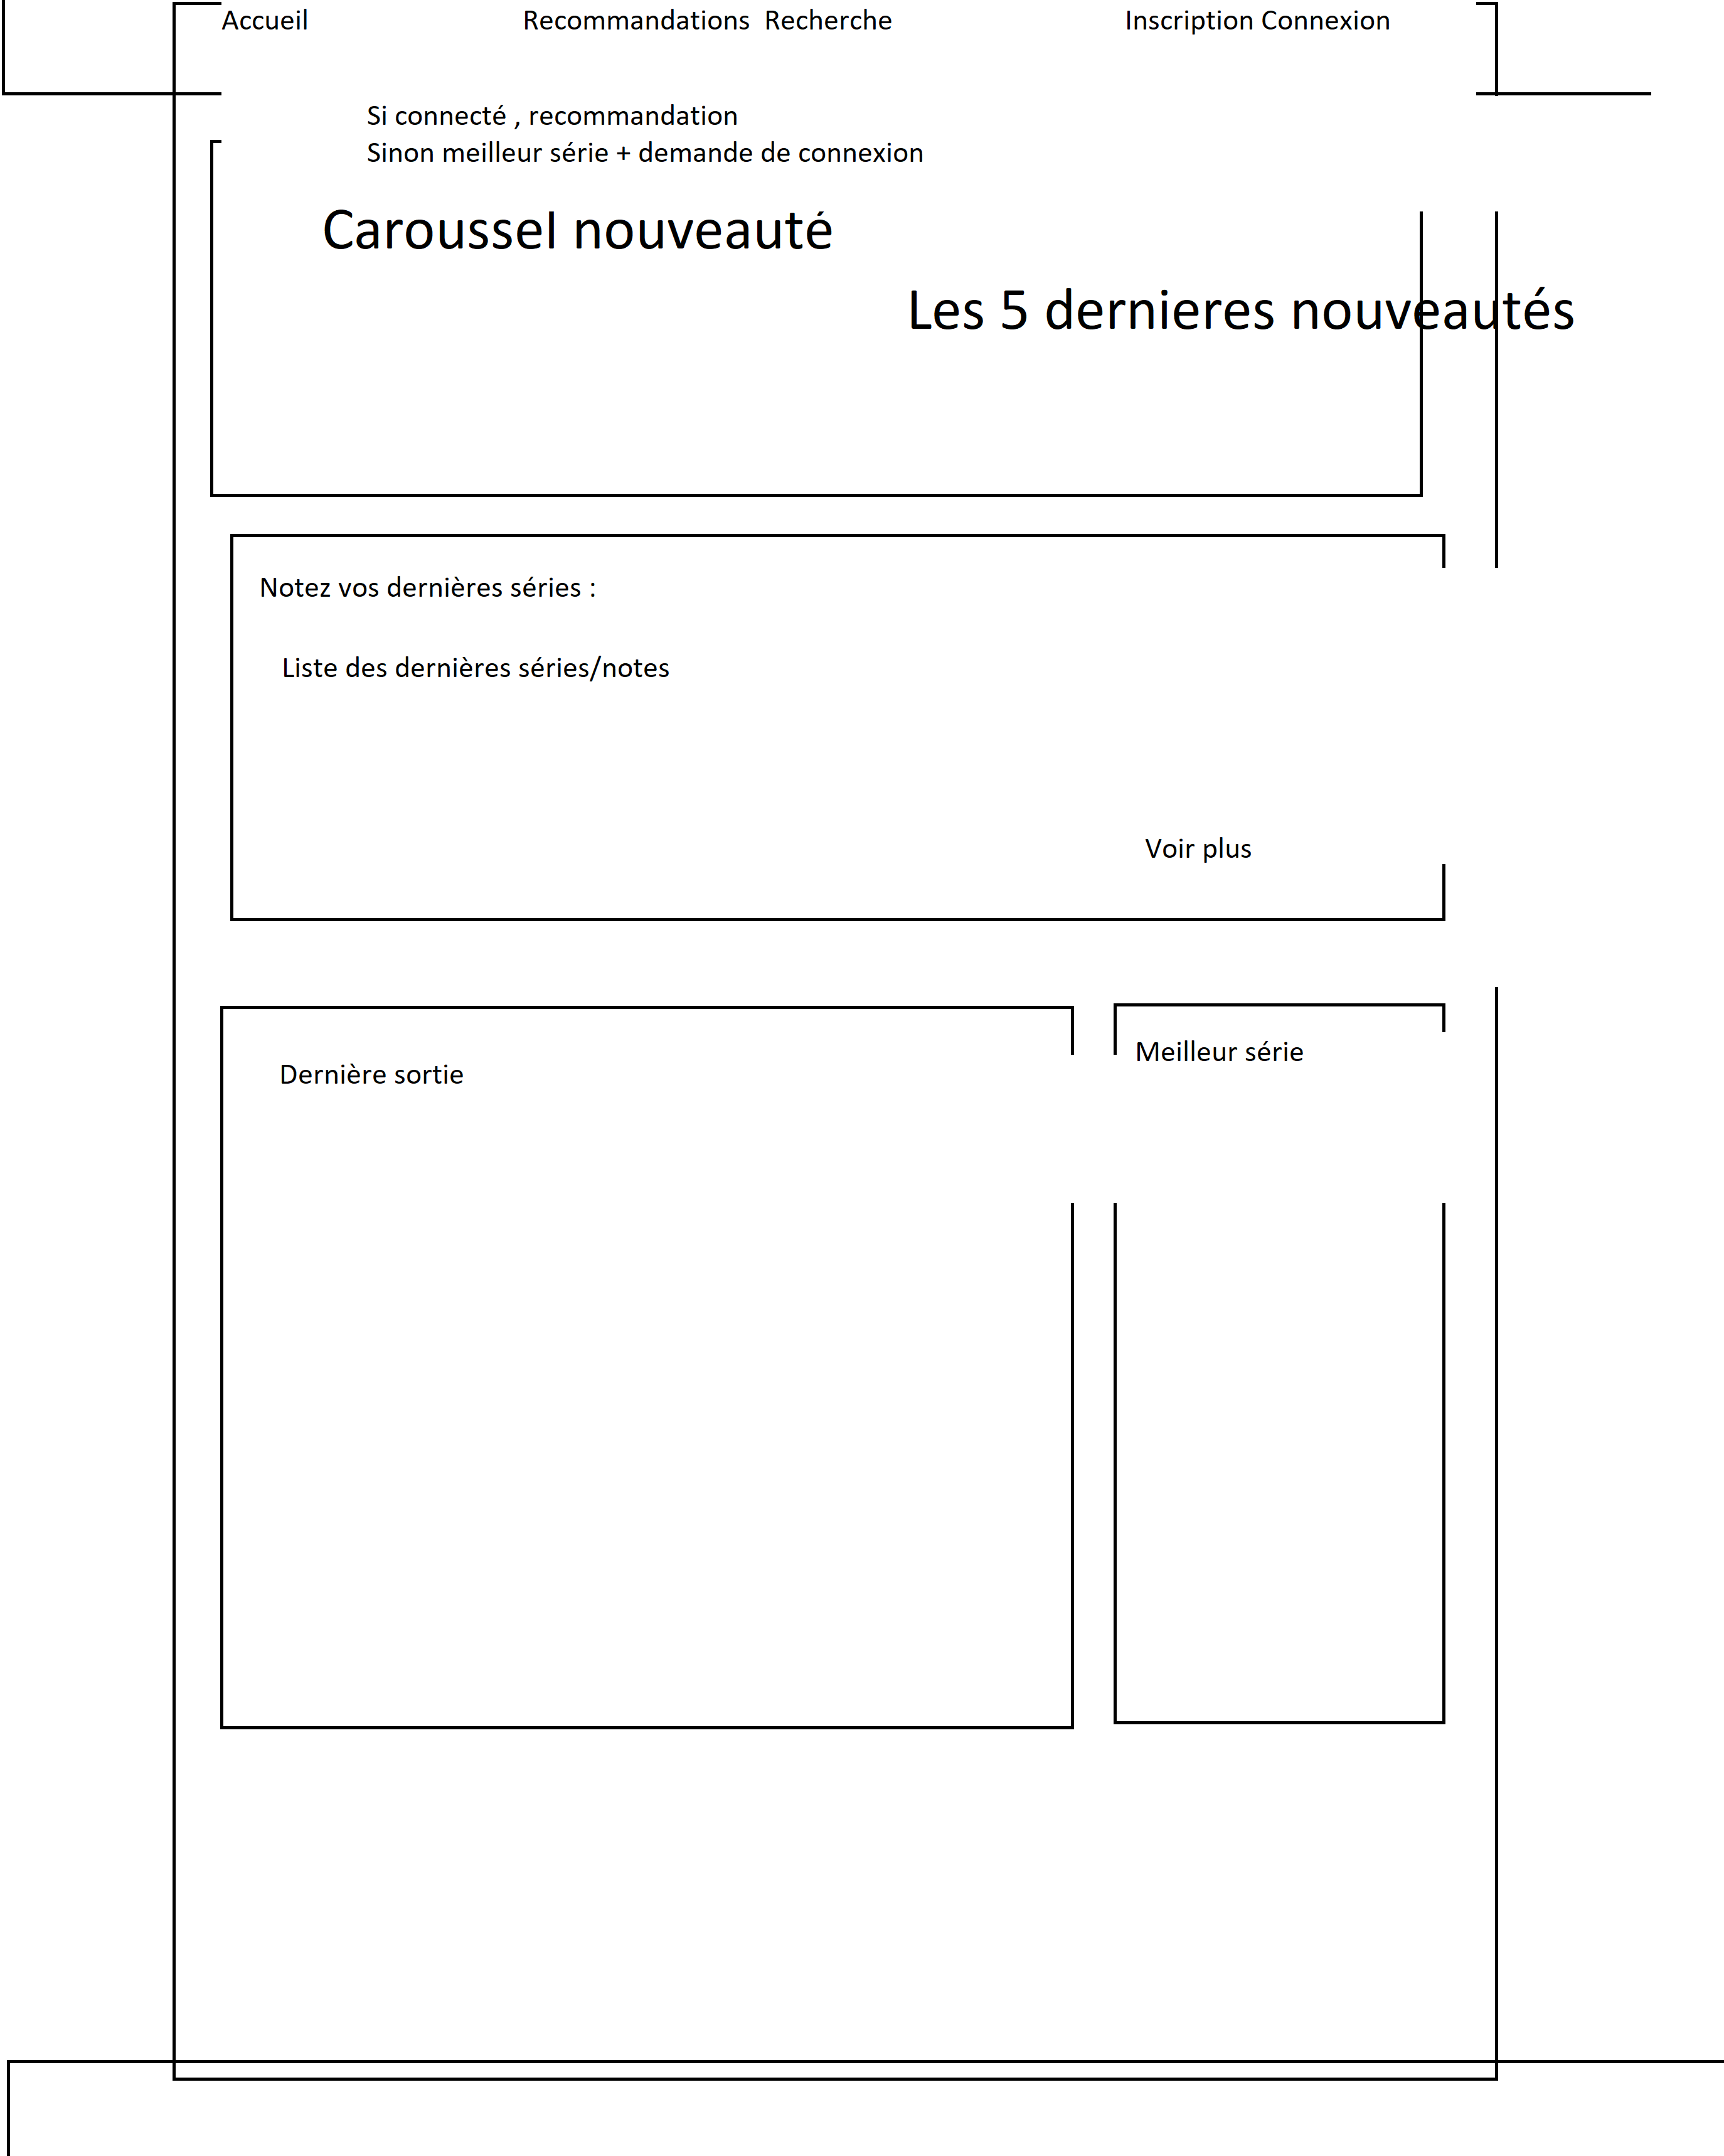 Accueil Recommandations Recherche Inscription Connexion
Si connecté , recommandation
Sinon meilleur série + demande de connexion
Caroussel nouveauté
Les 5 dernieres nouveautés
Notez vos dernières séries :
Liste des dernières séries/notes
Voir plus
Meilleur série
Dernière sortie